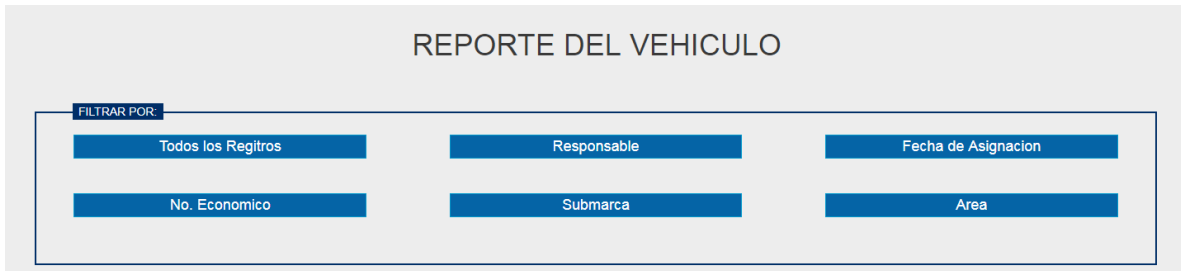 REPORTE DEL VEHICULO
FILTRAR POR:
Todos los Regitros
Responsable
Fecha de Asignacion
No. Economico
Submarca
Area